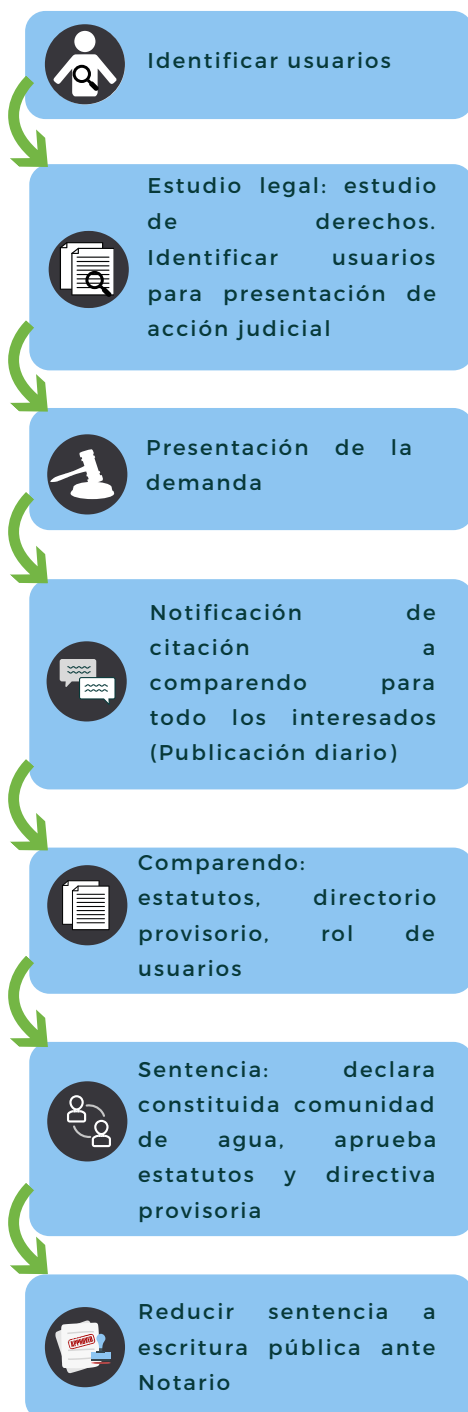 Identificar usuarios
Estudio legal: estudio
de derechos.
Identificar usuarios
para presentación de
acción judicial
Presentación de la
demanda
Notificación de
citación a
comparendo para
todo los interesados
(Publicación diario)
Comparendo:
estatutos, directorio
provisorio, rol de
usuarios
Sentencia: declara
constituida comunidad
de agua, aprueba
estatutos y directiva
provisoria
APPROVED
Reducir sentencia a
escritura pública ante
Notario